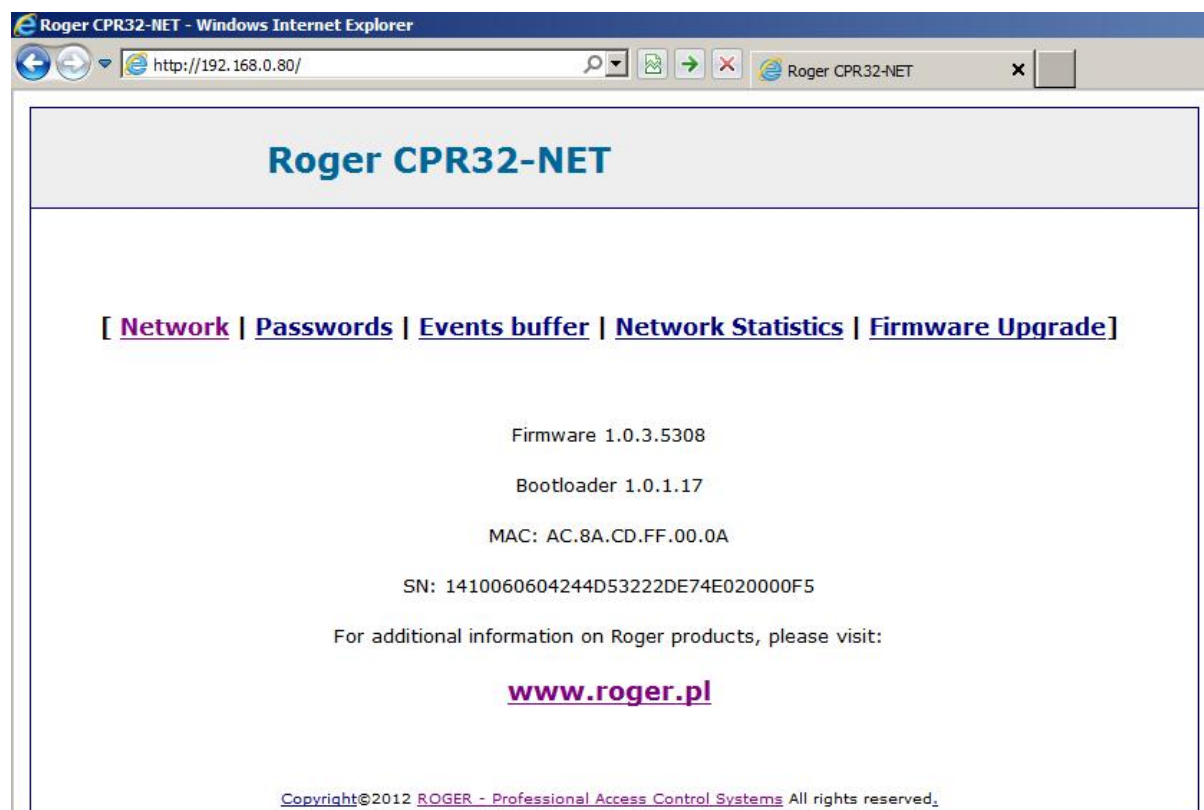 Roger CPR32-NET - Windows Internet Explorer
http://192.168.0.80/
Roger CPR32-NET
Roger CPR32-NET
[ Network | Passwords | Events buffer | Network Statistics | Firmware Upgrade]
Firmware 1.0.3.5308
Bootloader 1.0.1.17
MAC: AC.8A.CD.FF.00.0A
SN: 1410060604244D53222DE74E020000F5
For additional information on Roger products, please visit:
www.roger.pl
Copyright©2012 ROGER - Professional Access Control Systems All rights reserved.